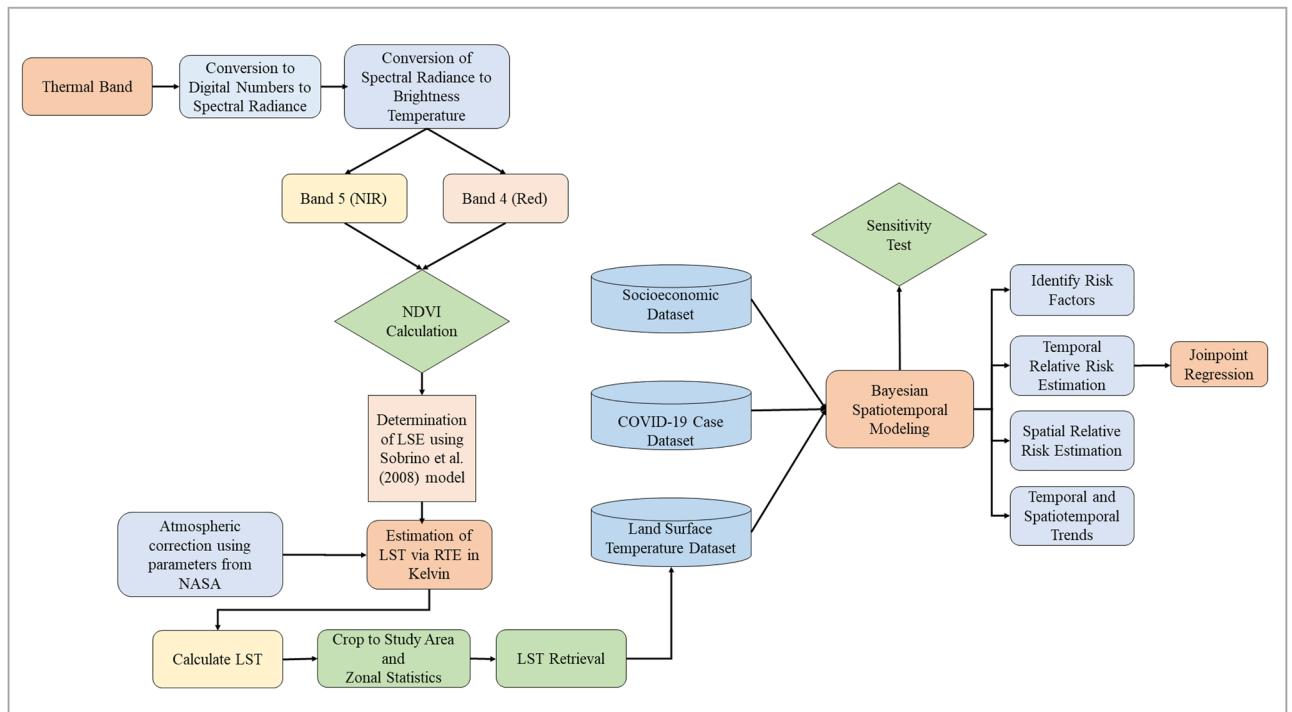 Thermal Band
Conversion to
Digital Numbers to
Spectral Radiance
Conversion of
Spectral Radiance to
Brightness
Temperature
Band 5 (NIR)
Band 4 (Red)
NDVI
Calculation
Determination
of LSE using
Sobrino et al.
(2008) model
Atmospheric
correction using
parameters from
NASA
Estimation of
LST via RTE in
Kelvin
Calculate LST
Crop to Study Area
and
Zonal Statistics
LST Retrieval
Socioeconomic
Dataset
COVID-19 Case
Dataset
Land Surface
Temperature Dataset
Sensitivity
Test
Bayesian
Spatiotemporal
Modeling
Identify Risk
Factors
Temporal
Relative Risk
Estimation
Joinpoint
Regression
Spatial Relative
Risk Estimation
Temporal and
Spatiotemporal
Trends